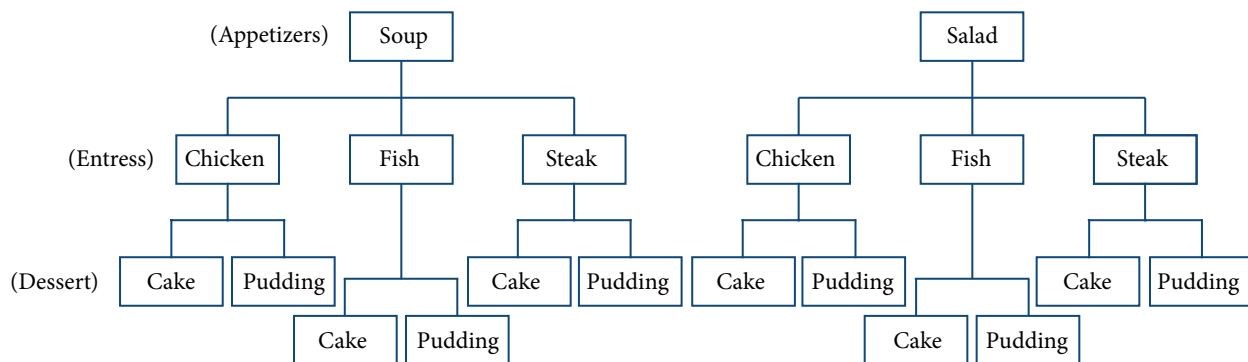 (Appetizers) Soup Salad
(Entress) Chicken Fish Steak Chicken Fish Steak
(Dessert) Cake Pudding Cake Pudding Cake Pudding Cake Pudding
Cake Pudding Cake Pudding